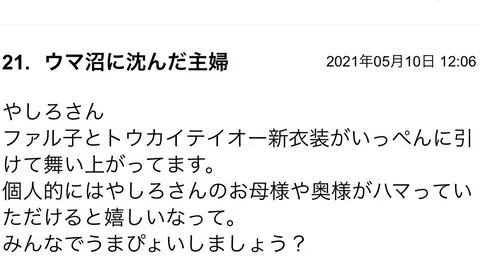 21. ウマ沼に沈んだ主婦 2021年05月10日 12:06
やしろさん
ファル子とトウカイテイオー新衣装がいっぺんに引
けて舞い上がってます。
個人的にはやしろさんのお母様や奥様がハマってい
ただけると嬉しいなって。
みんなでうまぴょいしましょう？